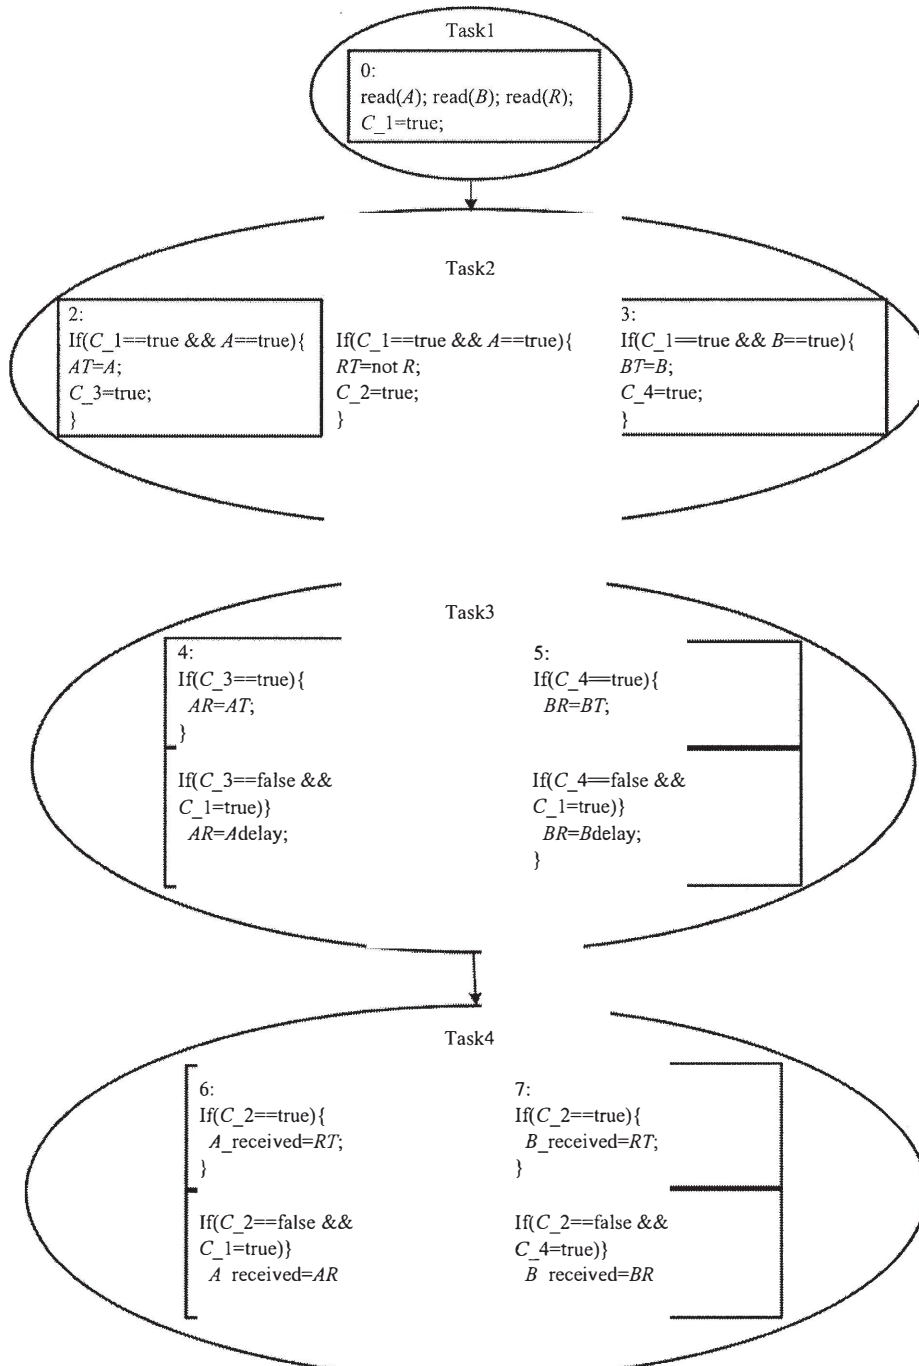 Task1
0:
read(A); read(B); read(R);
C_1=true;
Task2
2:
If(C_1==true && A==true){
AT=A;
C_3=true;
}
If(C_1==true && A==true){
RT=not R;
C_2=true;
}
3:
If(C_1==true && B==true){
BT=B;
C_4=true;
}
Task3
4:
If(C_3==true){
AR=AT;
}
If(C_3==false &&
C_1=true)}
AR=Adelay;
5:
If(C_4==true){
BR=BT;
}
If(C_4==false &&
C_1=true)}
BR=Bdelay;
}
Task4
6:
If(C_2==true){
A_received=RT;
}
If(C_2==false &&
C_1=true)}
A received=AR
7:
If(C_2==true){
B_received=RT;
}
If(C_2==false &&
C_4=true)}
B received=BR